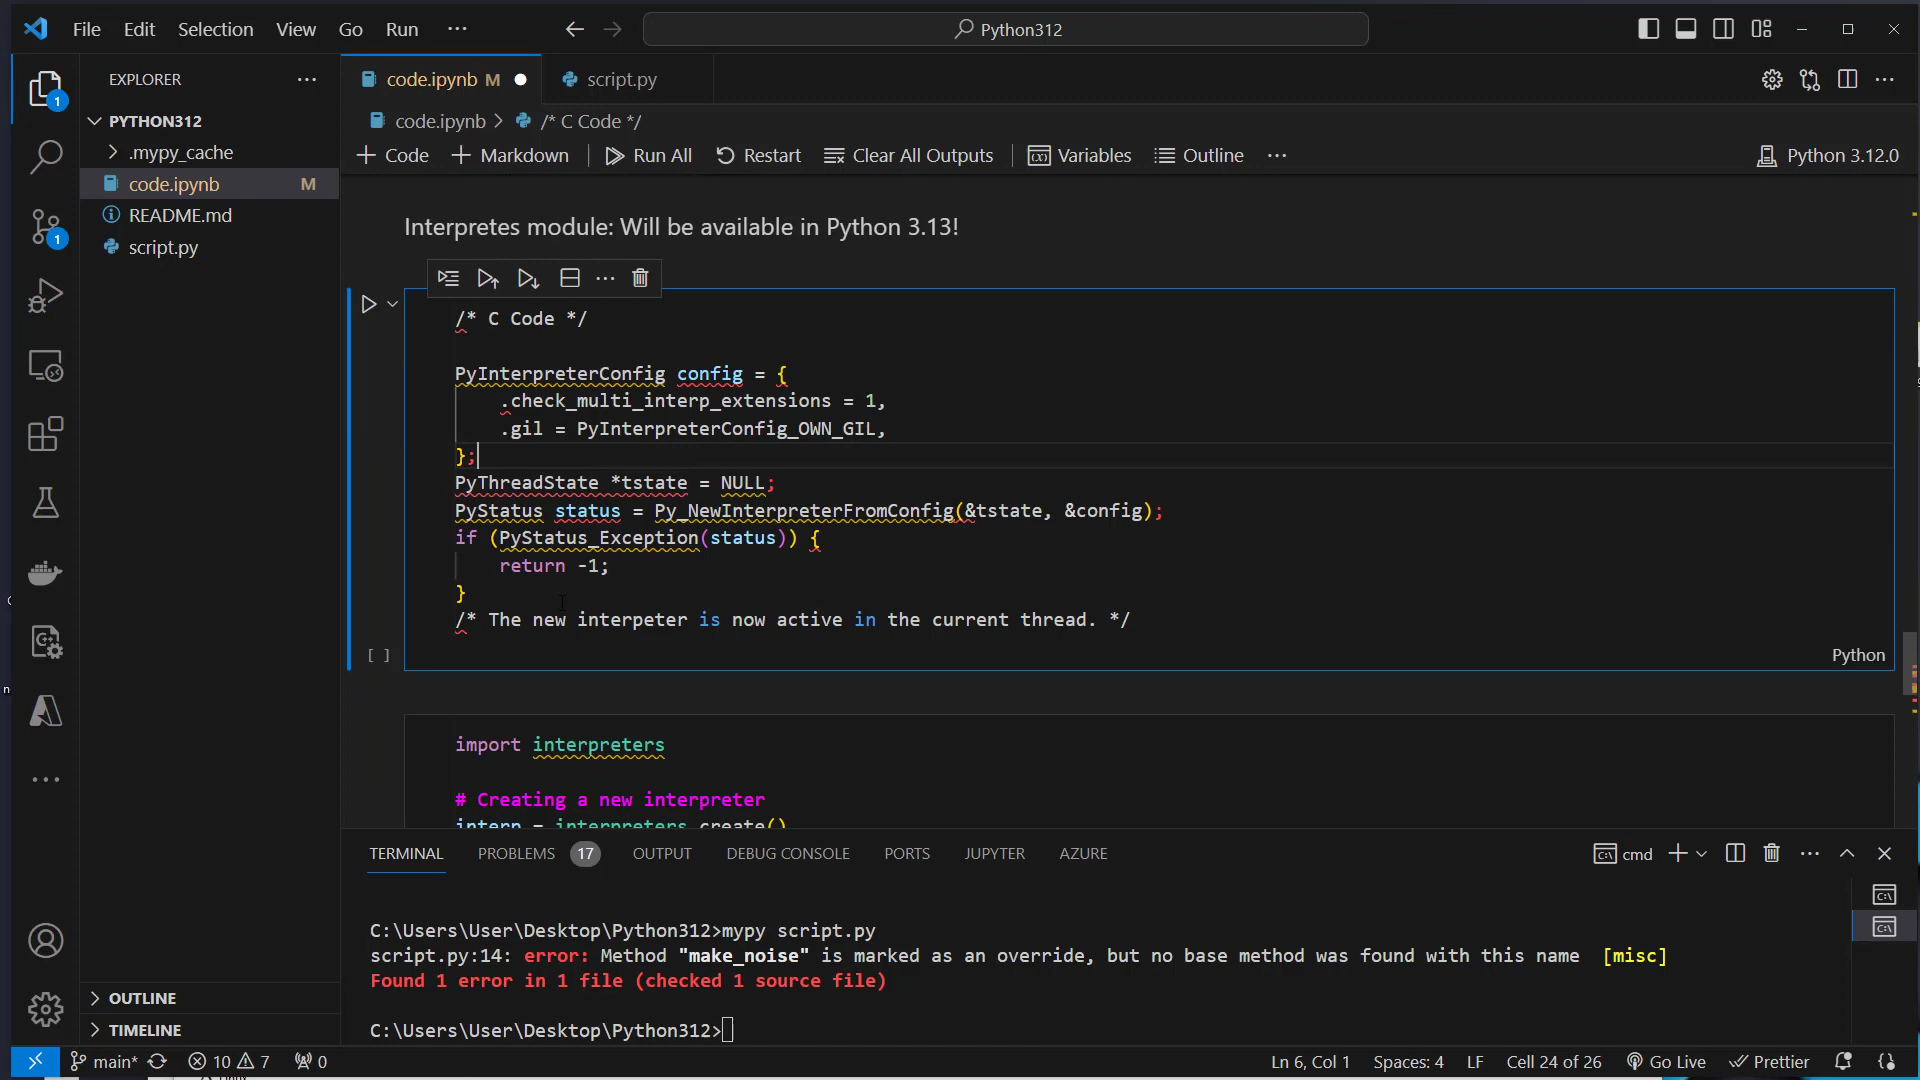 File Edit Selection View Go Run ··· Python312
EXPLORER ···
code.ipynb M ● script.py
PYTHON312
.mypy_cache
code.ipynb M
README.md
script.py
code.ipynb > /* C Code */
+ Code + Markdown Run All Restart Clear All Outputs Variables Outline ··· Python 3.12.0
Interpretes module: Will be available in Python 3.13!
/* C Code */
PyInterpreterConfig config = {
.check_multi_interp_extensions = 1,
.gil = PyInterpreterConfig_OWN_GIL,
};
PyThreadState *tstate = NULL;
PyStatus status = Py_NewInterpreterFromConfig(&tstate, &config);
if (PyStatus_Exception(status)) {
return -1;
}
/* The new interpeter is now active in the current thread. */
[ ] Python
import interpreters
# Creating a new interpreter
interp = interpreters.create()
TERMINAL PROBLEMS 17 OUTPUT DEBUG CONSOLE PORTS JUPYTER AZURE cmd
C:\Users\User\Desktop\Python312>mypy script.py
script.py:14: error: Method "make_noise" is marked as an override, but no base method was found with this name [misc]
Found 1 error in 1 file (checked 1 source file)
C:\Users\User\Desktop\Python312>
OUTLINE
TIMELINE
1
1
main* 10 7 0 Ln 6, Col 1 Spaces: 4 LF Cell 24 of 26 Go Live Prettier